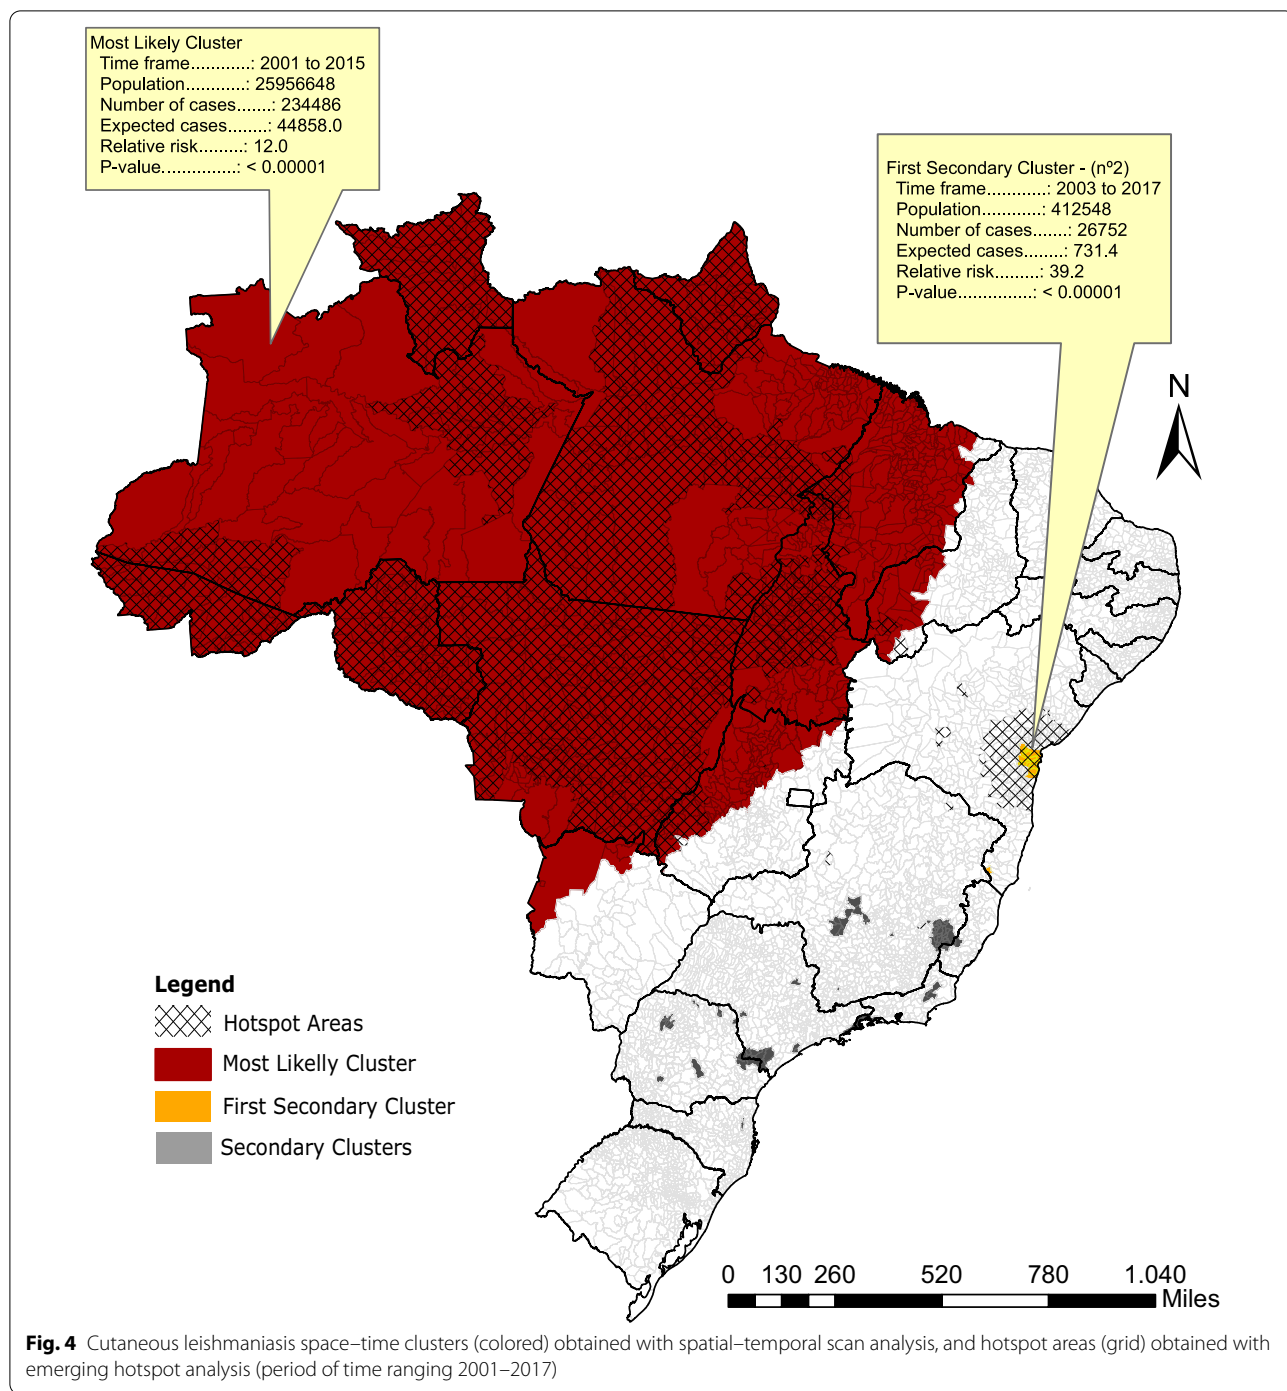 Most Likely Cluster
Time frame............: 2001 to 2015
Population............: 25956648
Number of cases.......: 234486
Expected cases........: 44858.0
Relative risk.........: 12.0
P-value...............: < 0.00001
First Secondary Cluster - (nº2)
Time frame............: 2003 to 2017
Population............: 412548
Number of cases.......: 26752
Expected cases........: 731.4
Relative risk.........: 39.2
P-value...............: < 0.00001
N
Legend
Hotspot Areas
Most Likelly Cluster
First Secondary Cluster
Secondary Clusters
0 130 260 520 780 1.040
Miles
Fig. 4 Cutaneous leishmaniasis space–time clusters (colored) obtained with spatial–temporal scan analysis, and hotspot areas (grid) obtained with
emerging hotspot analysis (period of time ranging 2001–2017)